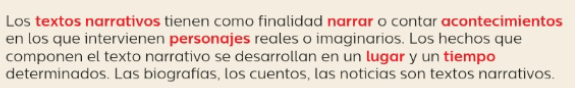 Los textos narrativos tienen como finalidad narrar o contar acontecimientos
en los que intervienen personajes reales o imaginarios. Los hechos que
componen el texto narrativo se desarrollan en un lugar y un tiempo
determinados. Las biografías, los cuentos, las noticias son textos narrativos.